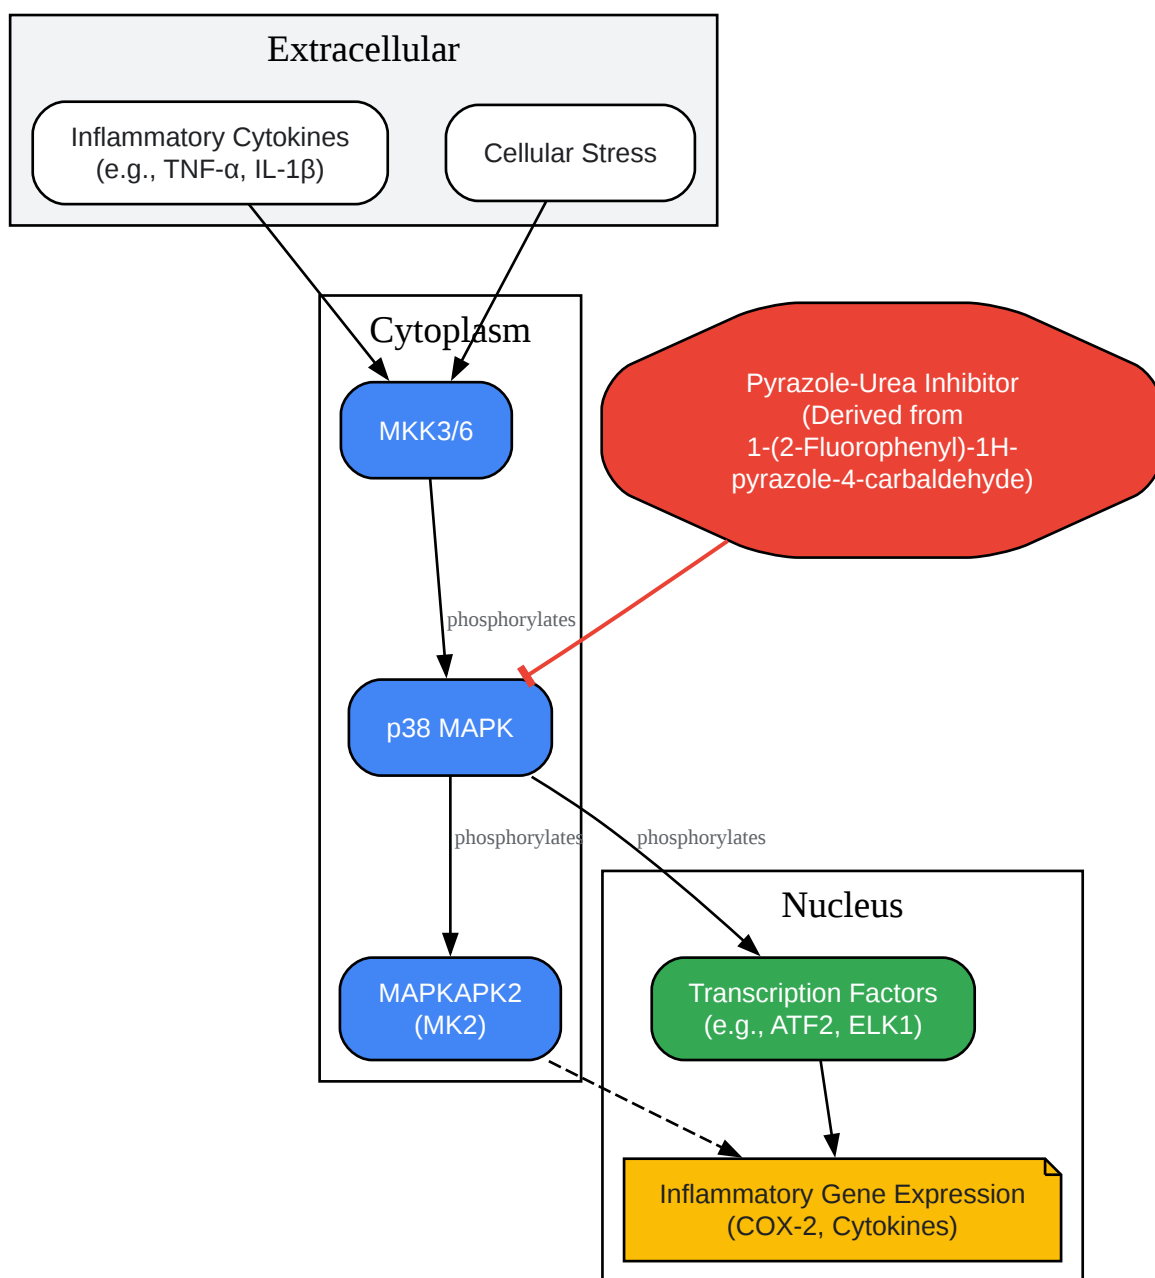 Extracellular
Inflammatory Cytokines
(e.g., TNF-α, IL-1β)
Cellular Stress
Cytoplasm
MKK3/6
Pyrazole-Urea Inhibitor
(Derived from
1-(2-Fluorophenyl)-1H-
pyrazole-4-carbaldehyde)
phosphorylates
p38 MAPK
phosphorylates
phosphorylates
Nucleus
MAPKAPK2
(MK2)
Transcription Factors
(e.g., ATF2, ELK1)
Inflammatory Gene Expression
(COX-2, Cytokines)